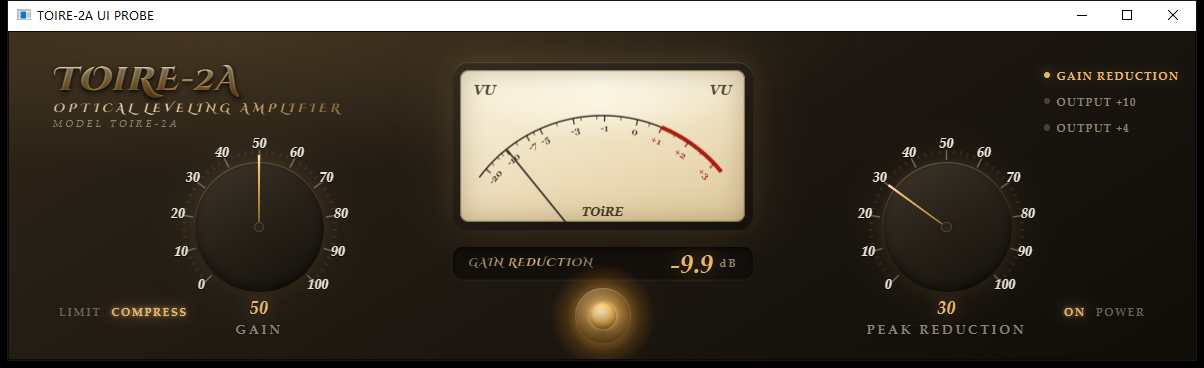 TOIRE-2A UI PROBE
TOIRE-2A
OPTICAL LEVELING AMPLIFIER
MODEL TOIRE-2A
0 10 20 30 40 50 60 70 80 90 100
50
GAIN
LIMIT COMPRESS
VU VU
-20 -10 -7 -5 -3 -1 0 +1 +2 +3
TOiRE
GAIN REDUCTION -9.9 dB
GAIN REDUCTION
OUTPUT +10
OUTPUT +4
0 10 20 30 40 50 60 70 80 90 100
30
PEAK REDUCTION
ON POWER